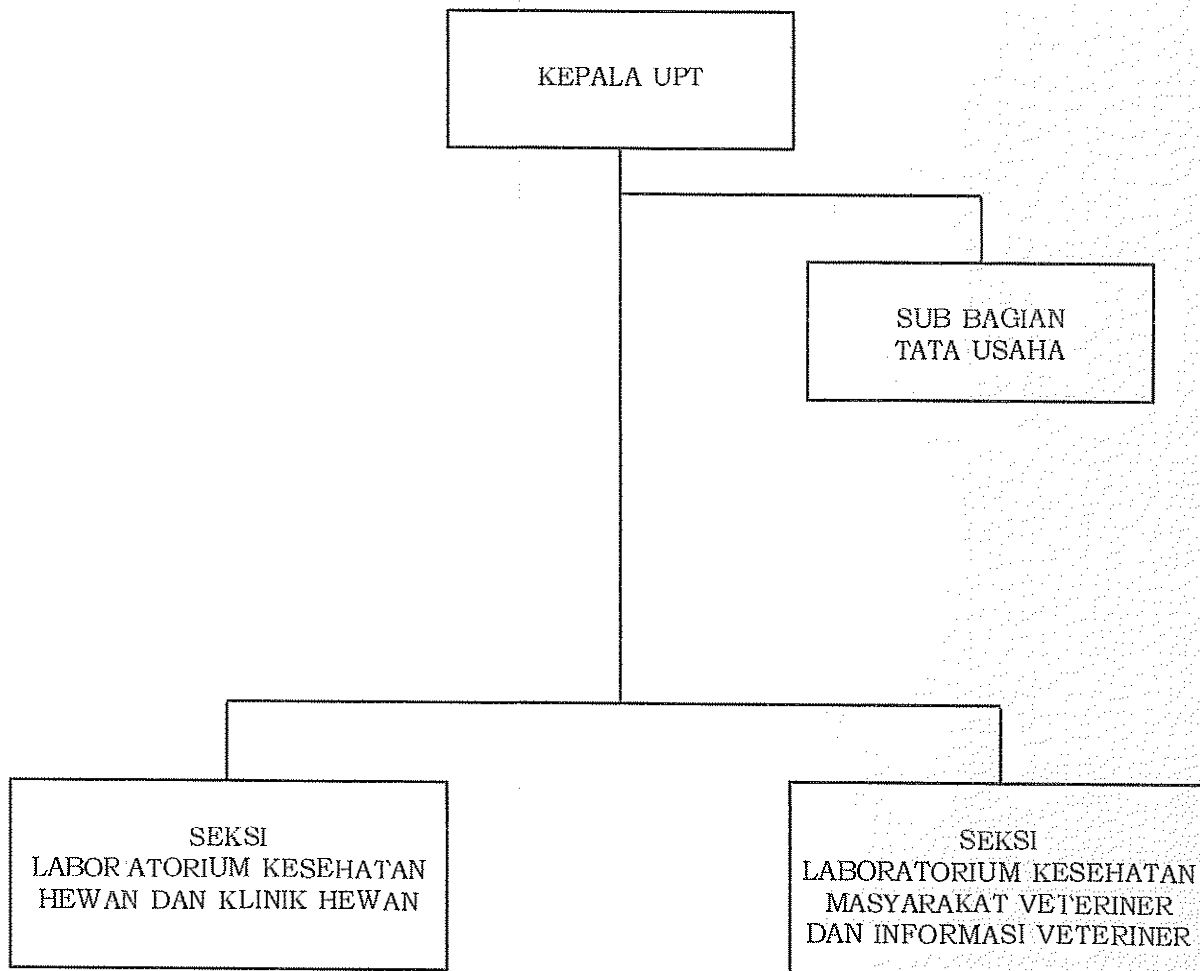 KEPALA UPT
SUB BAGIAN
TATA USAHA
SEKSI
LABORATORIUM KESEHATAN
HEWAN DAN KLINIK HEWAN
SEKSI
LABORATORIUM KESEHATAN
MASYARAKAT VETERINER
DAN INFORMASI VETERINER